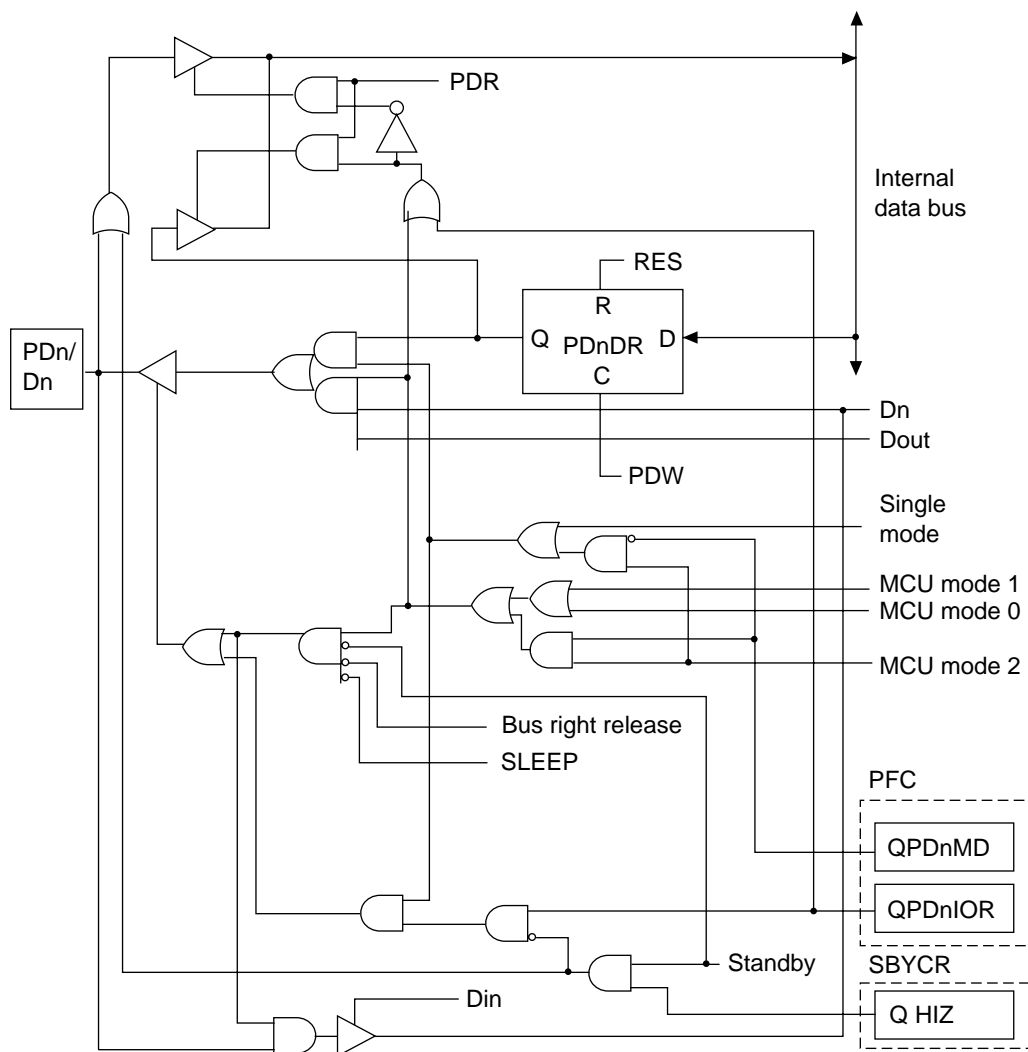 PDR
Internal
data bus
RES
R
Q
PDnDR
D
C
PDn/
Dn
Dn
Dout
PDW
Single
mode
MCU mode 1
MCU mode 0
MCU mode 2
Bus right release
SLEEP
PFC
QPDnMD
QPDnIOR
Standby
SBYCR
Din
Q HIZ